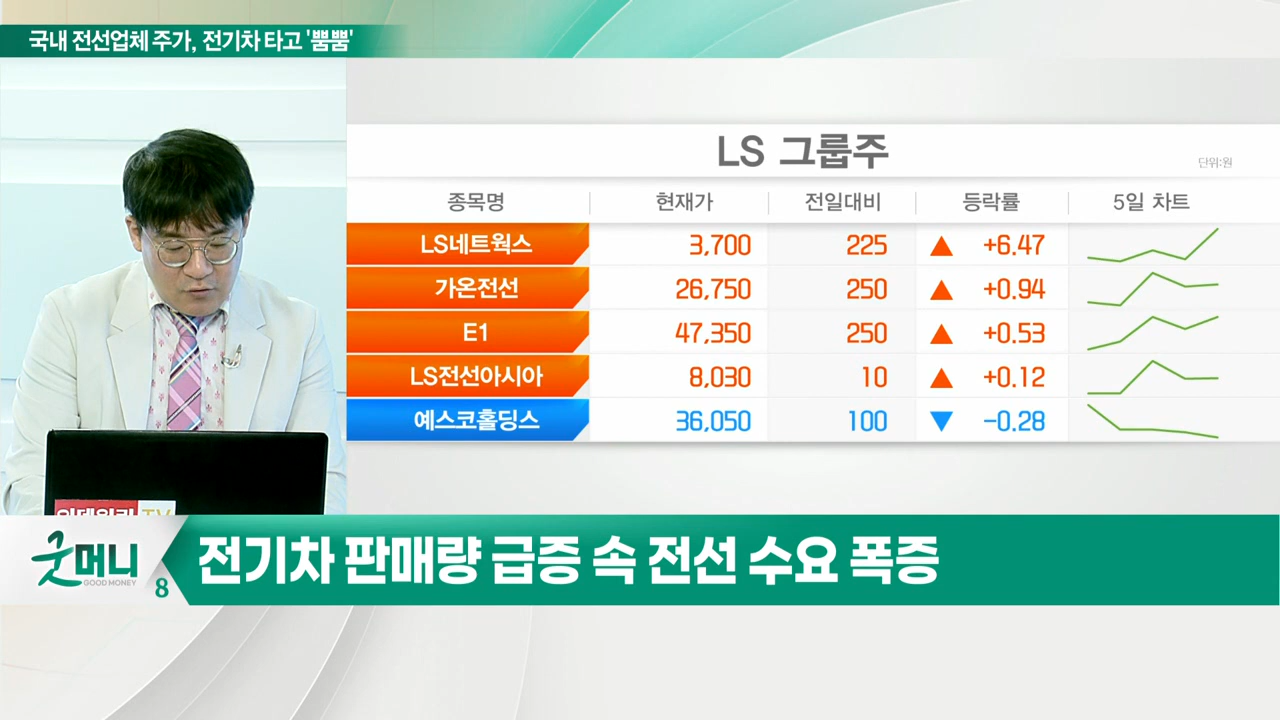 국내 전선업체 주가, 전기차 타고 '뿜뿜'
LS 그룹주
단위:원
종목명 현재가 전일대비 등락률 5일 차트
LS네트웍스 3,700 225 ▲ +6.47
가온전선 26,750 250 ▲ +0.94
E1 47,350 250 ▲ +0.53
LS전선아시아 8,030 10 ▲ +0.12
예스코홀딩스 36,050 100 ▼ -0.28
이데일리 TV
굿머니
GOOD MONEY
8
전기차 판매량 급증 속 전선 수요 폭증